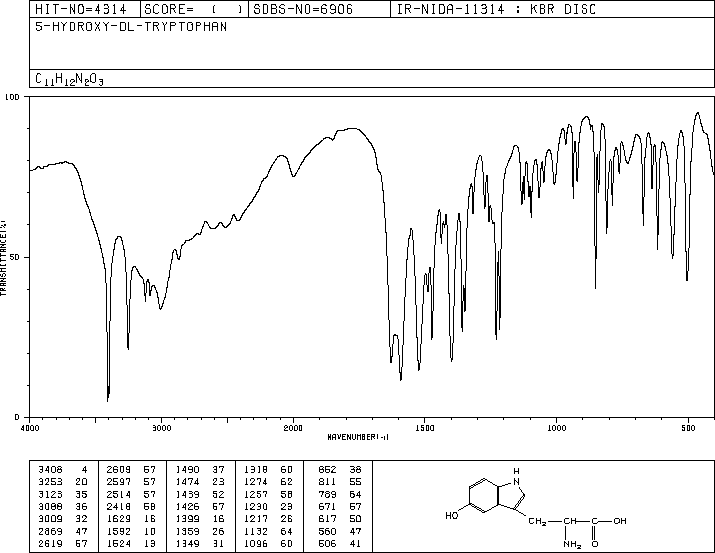 HIT-NO=4314 SCORE= ( ) SDBS-NO=6906 IR-NIDA-11314 : KBR DISC
5-HYDROXY-DL-TRYPTOPHAN
C11H12N2O3
100
50
0
TRANSMITTANCE(%)
4000 3000 2000 1500 1000 500
WAVENUMBER(-1)
3408 4 2609 57 1490 37 1318 60 852 38
3253 20 2597 57 1474 23 1274 62 811 55
3123 35 2514 57 1439 52 1257 58 789 64
3088 36 2418 58 1426 57 1230 23 671 57
3009 32 1629 16 1399 16 1217 26 617 50
2869 47 1592 10 1359 26 1132 64 560 47
2619 57 1524 13 1349 31 1096 60 506 41
H
N
HO
CH2 CH C OH
NH2 O